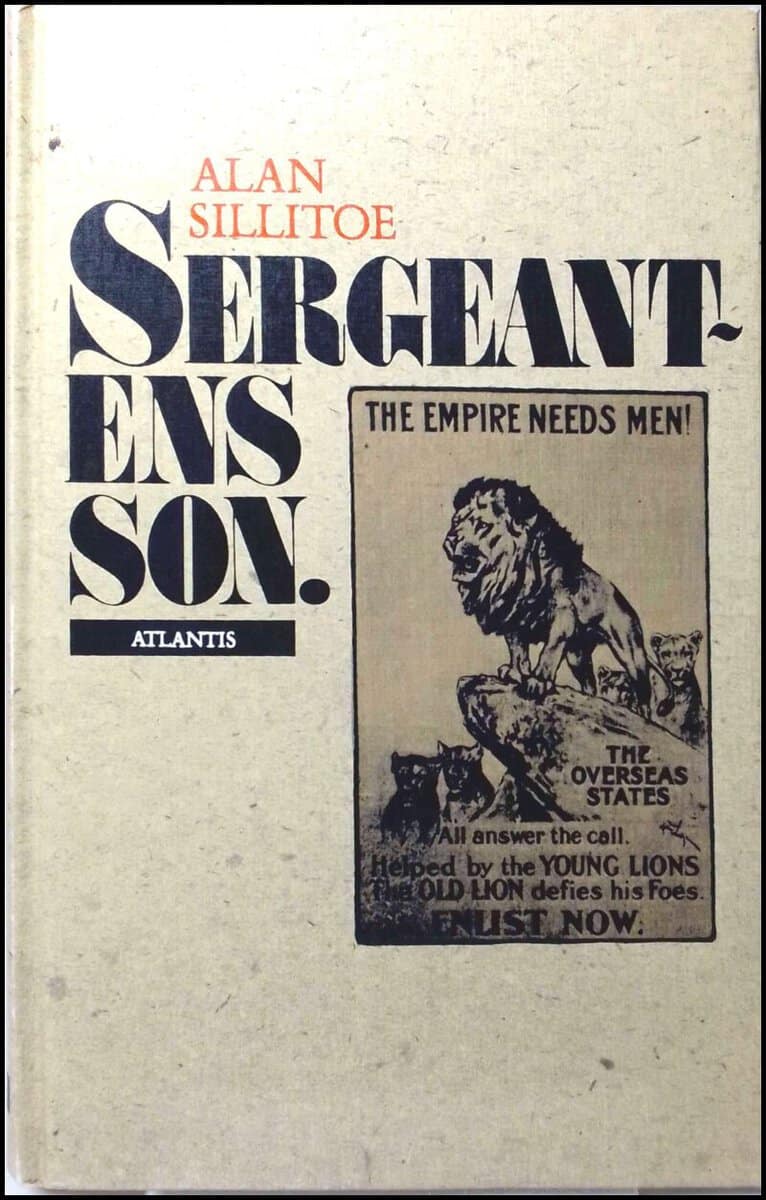 ALAN
SILLITOE
SERGEANT-
ENS
SON.
ATLANTIS
THE EMPIRE NEEDS MEN!
THE
OVERSEAS
STATES
All answer the call.
Helped by the YOUNG LIONS
The OLD LION defies his Foes.
ENLIST NOW.